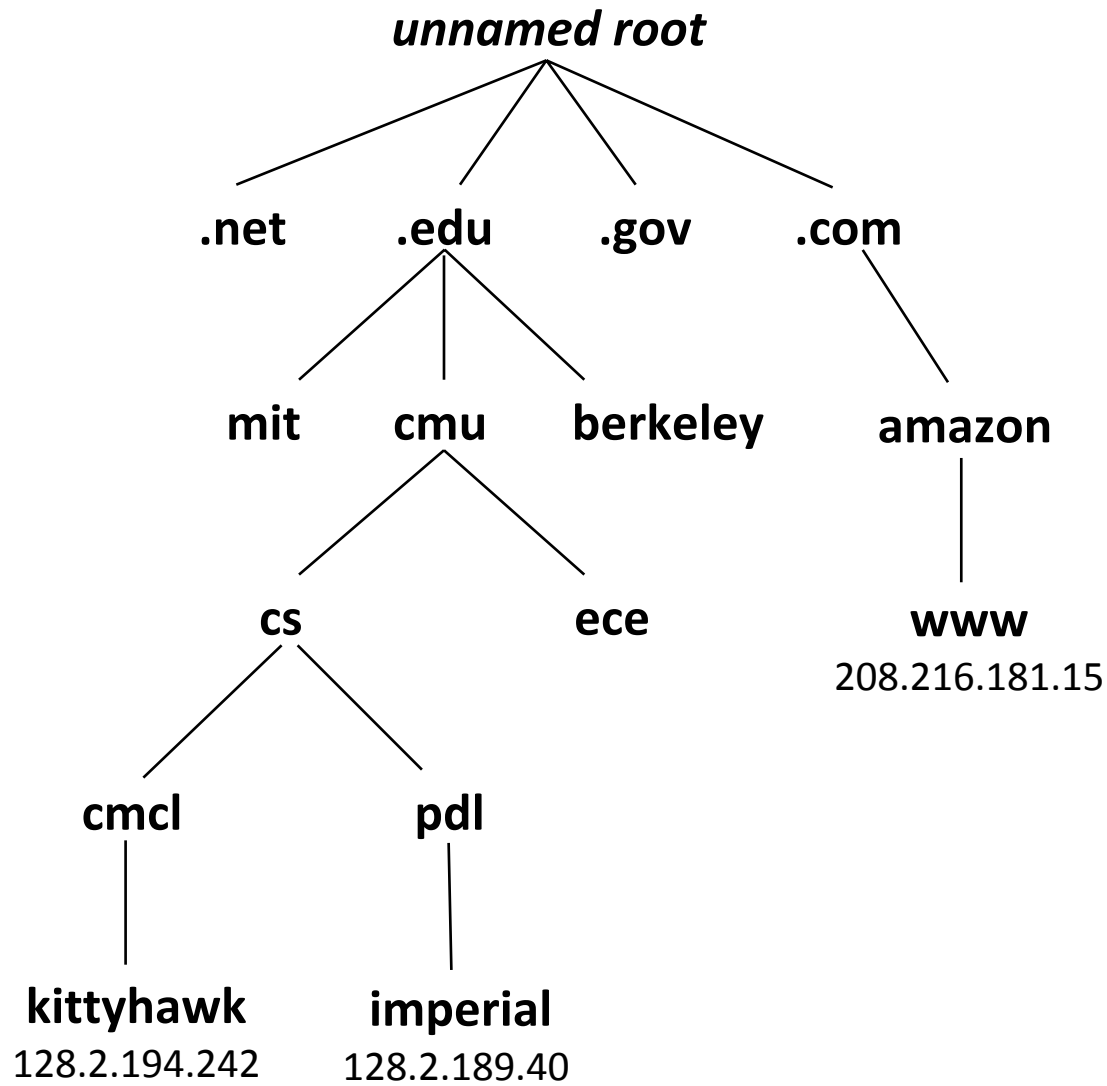 unnamed root
.net .edu .gov .com
mit cmu berkeley amazon
cs ece www
208.216.181.15
cmcl pdl
kittyhawk imperial
128.2.194.242 128.2.189.40